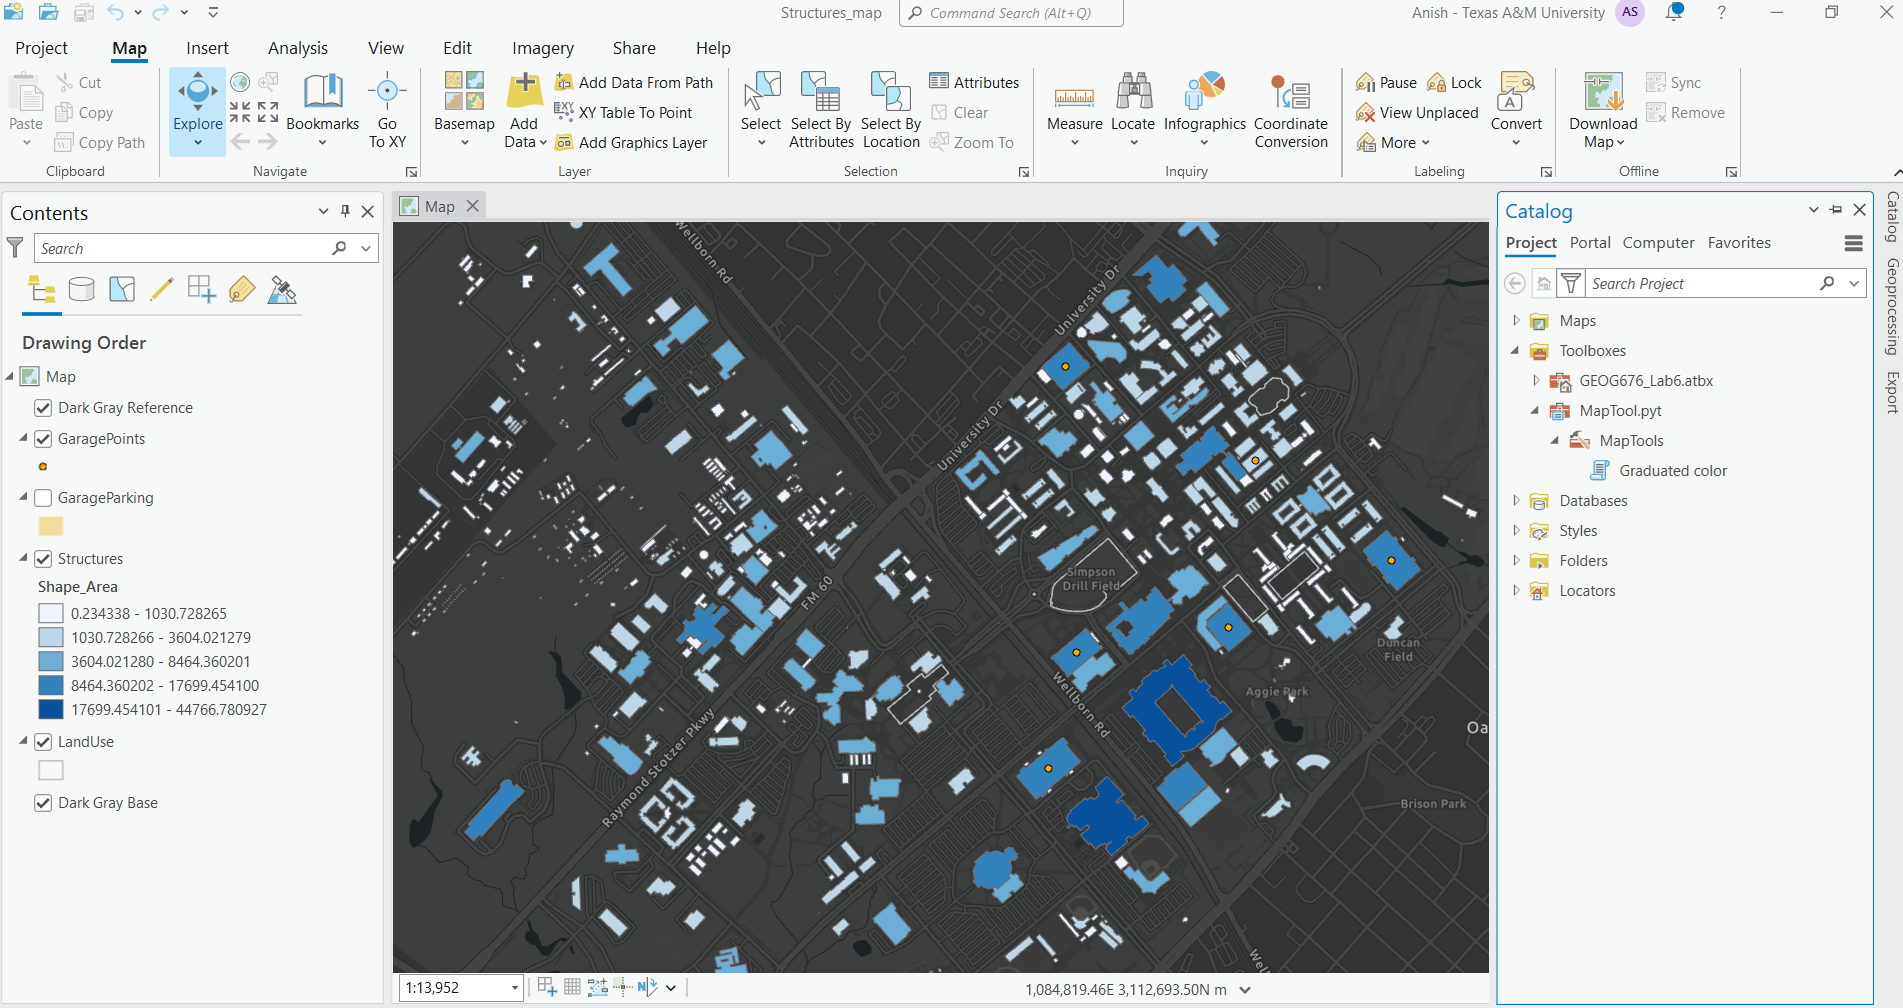 Structures_map
Command Search (Alt+Q)
Anish - Texas A&M University
AS
?
Project
Map
Insert
Analysis
View
Edit
Imagery
Share
Help
Paste
Cut
Copy
Copy Path
Clipboard
Explore
Bookmarks
Go
To XY
Navigate
Basemap
Add
Data
Add Data From Path
XY Table To Point
Add Graphics Layer
Layer
Select
Select By
Attributes
Select By
Location
Attributes
Clear
Zoom To
Selection
Measure
Locate
Infographics
Coordinate
Conversion
Inquiry
Pause
Lock
View Unplaced
More
Convert
Labeling
Download
Map
Sync
Remove
Offline
Contents
Search
Drawing Order
Map
Dark Gray Reference
GaragePoints
GarageParking
Structures
Shape_Area
0.234338 - 1030.728265
1030.728266 - 3604.021279
3604.021280 - 8464.360201
8464.360202 - 17699.454100
17699.454101 - 44766.780927
LandUse
Dark Gray Base
Map
Wellborn Rd
University Dr
University Dr
Simpson
Drill Field
FM 60
Duncan
Field
Aggie Park
Wellborn Rd
Oa
Raymond Stotzer Pkwy
Brison Park
Well
1:13,952
1,084,819.46E 3,112,693.50N m
Catalog
Project
Portal
Computer
Favorites
Search Project
Maps
Toolboxes
GEOG676_Lab6.atbx
MapTool.pyt
MapTools
Graduated color
Databases
Styles
Folders
Locators
Catalog
Geoprocessing
Export